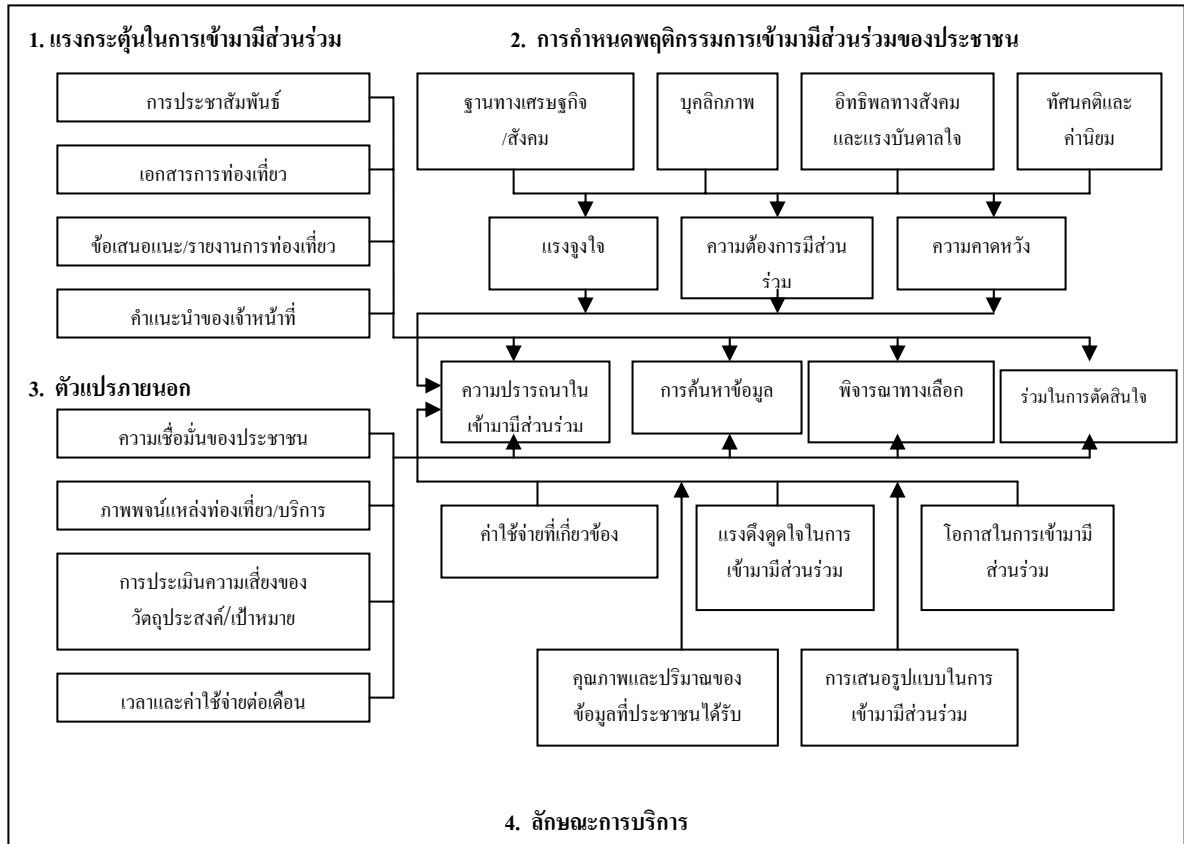 1. แรงกระตุ้นในการเข้ามามีส่วนร่วม
การประชาสัมพันธ์
เอกสารการท่องเที่ยว
ข้อเสนอแนะ/รายงานการท่องเที่ยว
คำแนะนำของเจ้าหน้าที่
2. การกำหนดพฤติกรรมการเข้ามามีส่วนร่วมของประชาชน
ฐานทางเศรษฐกิจ
/สังคม
บุคลิกภาพ
อิทธิพลทางสังคม
และแรงบันดาลใจ
ทัศนคติและ
ค่านิยม
แรงจูงใจ
ความต้องการมีส่วน
ร่วม
ความคาดหวัง
ความปรารถนาใน
เข้ามามีส่วนร่วม
การค้นหาข้อมูล
พิจารณาทางเลือก
ร่วมในการตัดสินใจ
3. ตัวแปรภายนอก
ความเชื่อมั่นของประชาชน
ภาพพจน์แหล่งท่องเที่ยว/บริการ
การประเมินความเสี่ยงของ
วัตถุประสงค์/เป้าหมาย
เวลาและค่าใช้จ่ายต่อเดือน
ค่าใช้จ่ายที่เกี่ยวข้อง
แรงดึงดูดใจในการ
เข้ามามีส่วนร่วม
โอกาสในการเข้ามามี
ส่วนร่วม
คุณภาพและปริมาณของ
ข้อมูลที่ประชาชนได้รับ
การเสนอรูปแบบในการ
เข้ามามีส่วนร่วม
4. ลักษณะการบริการ